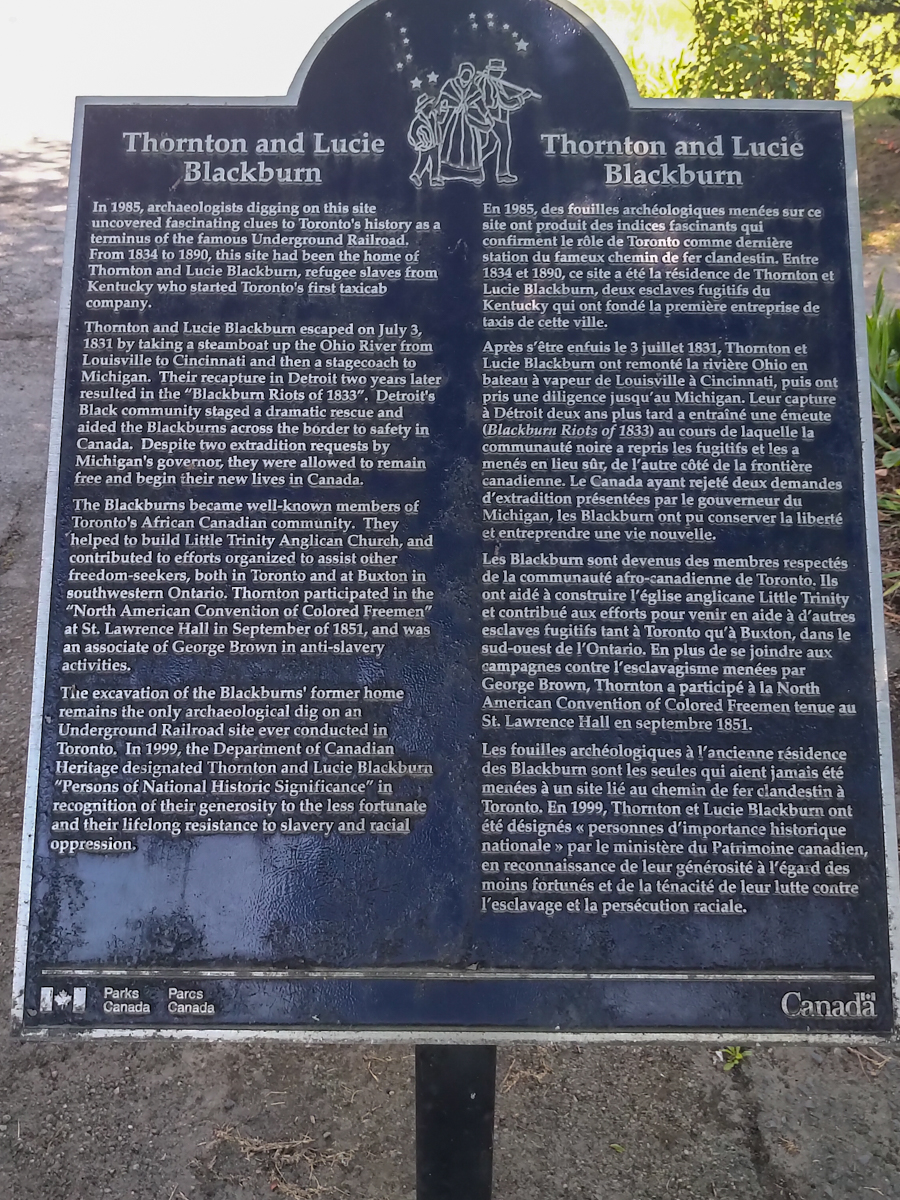 Thornton and Lucie
Blackburn
In 1985, archaeologists digging on this site
uncovered fascinating clues to Toronto's history as a
terminus of the famous Underground Railroad.
From 1834 to 1890, this site had been the home of
Thornton and Lucie Blackburn, refugee slaves from
Kentucky who started Toronto's first taxicab
company.
Thornton and Lucie Blackburn escaped on July 3,
1831 by taking a steamboat up the Ohio River from
Louisville to Cincinnati and then a stagecoach to
Michigan. Their recapture in Detroit two years later
resulted in the "Blackburn Riots of 1833". Detroit's
Black community staged a dramatic rescue and
aided the Blackburns across the border to safety in
Canada. Despite two extradition requests by
Michigan's governor, they were allowed to remain
free and begin their new lives in Canada.
The Blackburns became well-known members of
Toronto's African Canadian community. They
helped to build Little Trinity Anglican Church, and
contributed to efforts organized to assist other
freedom-seekers, both in Toronto and at Buxton in
southwestern Ontario. Thornton participated in the
"North American Convention of Colored Freemen"
at St. Lawrence Hall in September of 1851, and was
an associate of George Brown in anti-slavery
activities.
The excavation of the Blackburns' former home
remains the only archaeological dig on an
Underground Railroad site ever conducted in
Toronto. In 1999, the Department of Canadian
Heritage designated Thornton and Lucie Blackburn
"Persons of National Historic Significance" in
recognition of their generosity to the less fortunate
and their lifelong resistance to slavery and racial
oppression.
Thornton and Lucie
Blackburn
En 1985, des fouilles archéologiques menées sur ce
site ont produit des indices fascinants qui
confirment le rôle de Toronto comme dernière
station du fameux chemin de fer clandestin. Entre
1834 et 1890, ce site a été la résidence de Thornton et
Lucie Blackburn, deux esclaves fugitifs du
Kentucky qui ont fondé la première entreprise de
taxis de cette ville.
Après s'être enfuis le 3 juillet 1831, Thornton et
Lucie Blackburn ont remonté la rivière Ohio en
bateau à vapeur de Louisville à Cincinnati, puis ont
pris une diligence jusqu'au Michigan. Leur capture
à Détroit deux ans plus tard a entraîné une émeute
(Blackburn Riots of 1833) au cours de laquelle la
communauté noire a repris les fugitifs et les a
menés en lieu sûr, de l'autre côté de la frontière
canadienne. Le Canada ayant rejeté deux demandes
d'extradition présentées par le gouverneur du
Michigan, les Blackburn ont pu conserver la liberté
et entreprendre une vie nouvelle.
Les Blackburn sont devenus des membres respectés
de la communauté afro-canadienne de Toronto. Ils
ont aidé à construire l'église anglicane Little Trinity
et contribué aux efforts pour venir en aide à d'autres
esclaves fugitifs tant à Toronto qu'à Buxton, dans le
sud-ouest de l'Ontario. En plus de se joindre aux
campagnes contre l'esclavagisme menées par
George Brown, Thornton a participé à la North
American Convention of Colored Freemen tenue au
St. Lawrence Hall en septembre 1851.
Les fouilles archéologiques à l'ancienne résidence
des Blackburn sont les seules qui aient jamais été
menées à un site lié au chemin de fer clandestin à
Toronto. En 1999, Thornton et Lucie Blackburn ont
été désignés « personnes d'importance historique
nationale » par le ministère du Patrimoine canadien,
en reconnaissance de leur générosité à l'égard des
moins fortunés et de la ténacité de leur lutte contre
l'esclavage et la persécution raciale.
Parks Parcs
Canada Canada
Canada